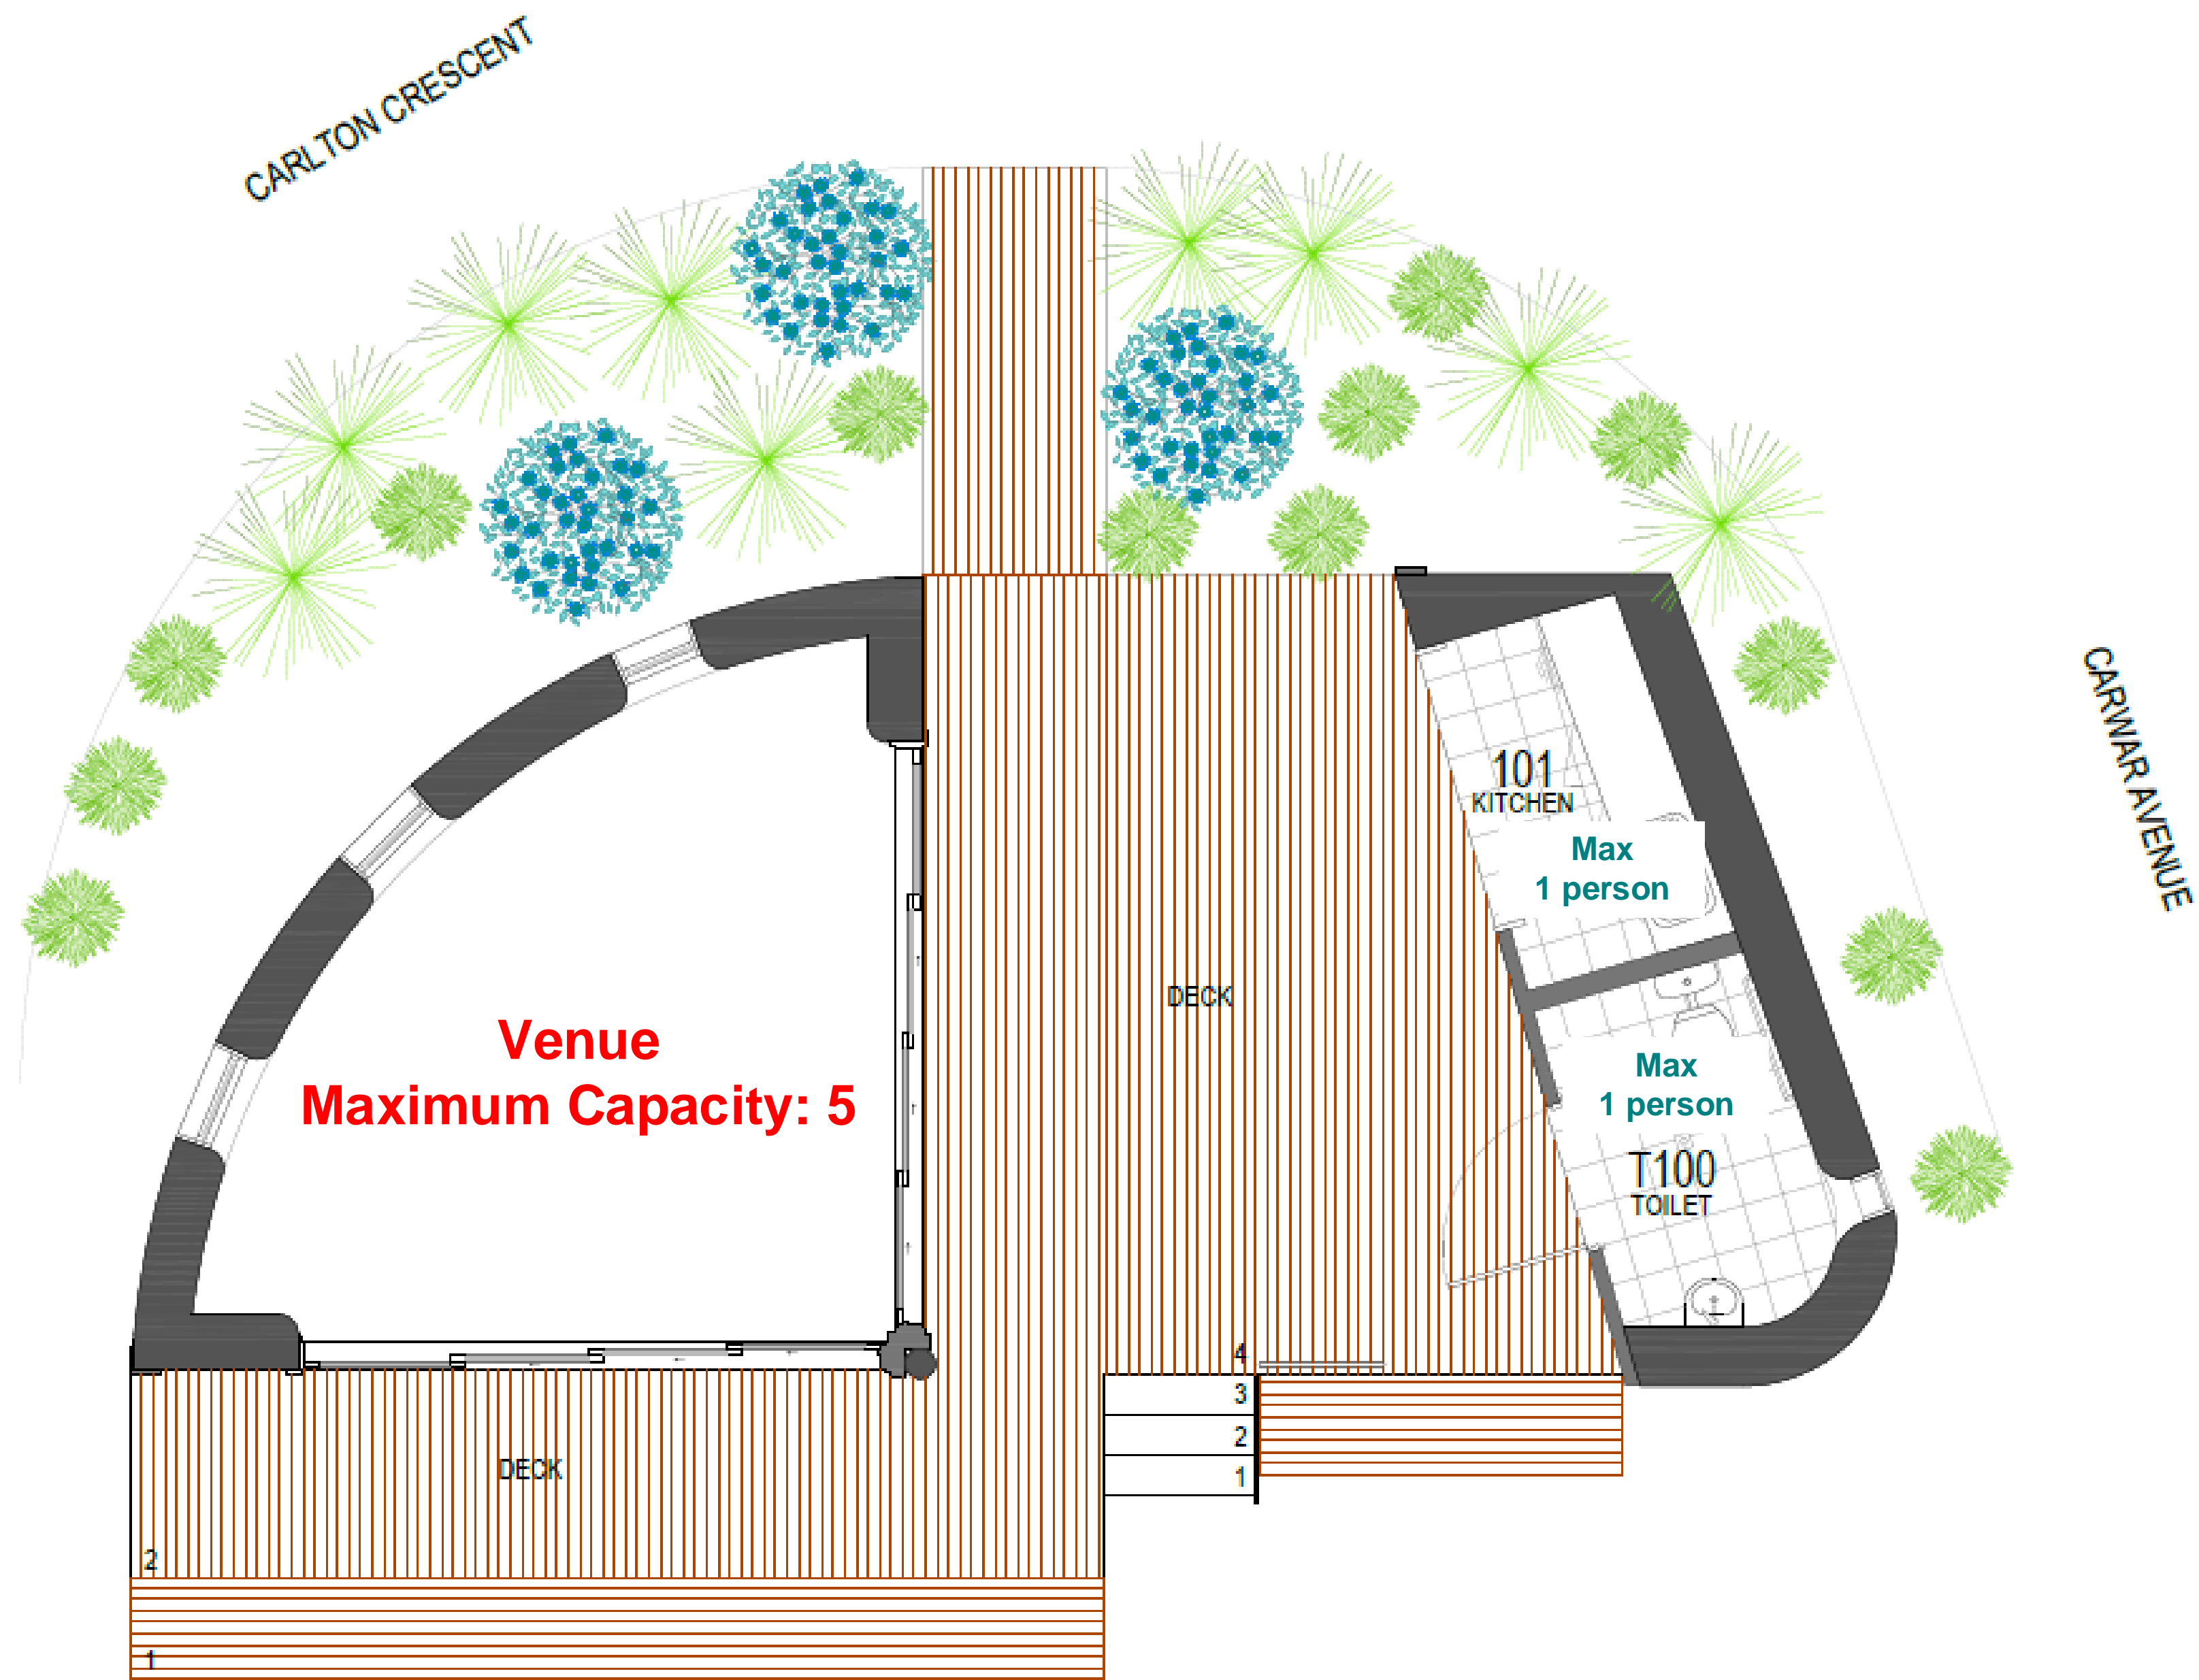 CARLTON CRESCENT
CARWAR AVENUE
101
KITCHEN
Max
1 person
DECK
Venue
Maximum Capacity: 5
Max
1 person
T100
TOILET
4
3
2
1
DECK
2
1